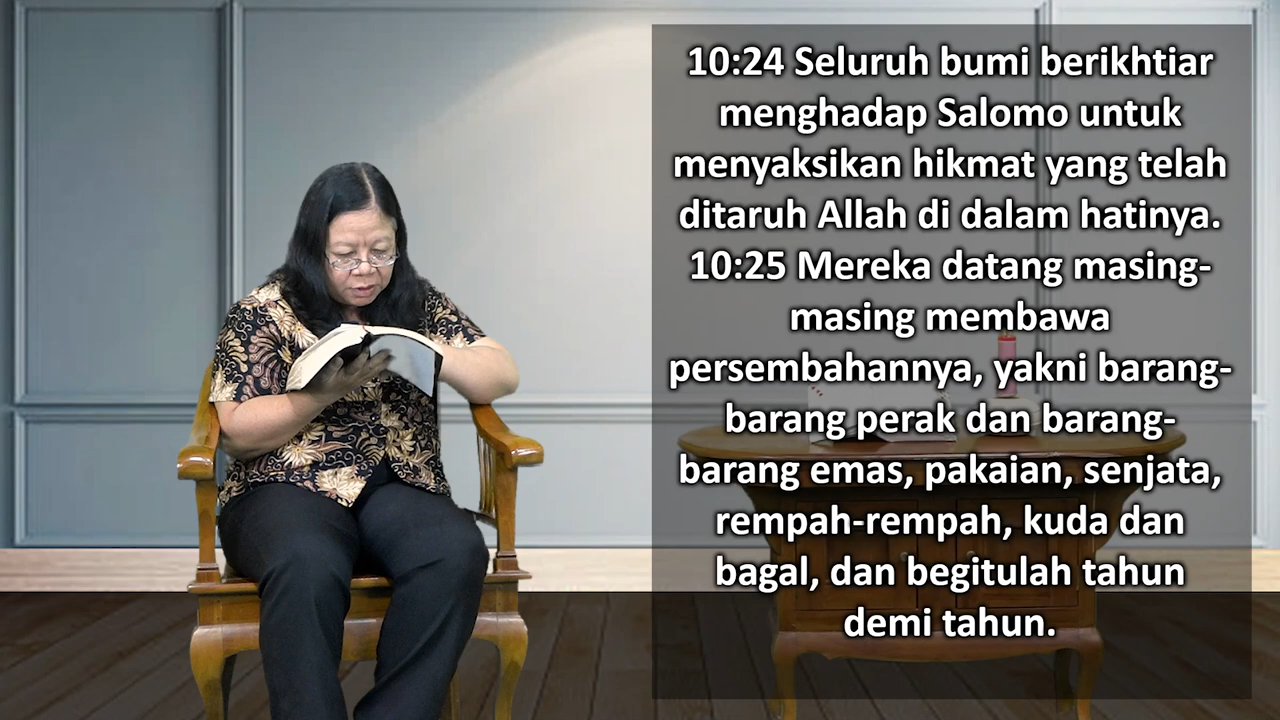 10:24 Seluruh bumi berikhtiar
menghadap Salomo untuk
menyaksikan hikmat yang telah
ditaruh Allah di dalam hatinya.
10:25 Mereka datang masing-
masing membawa
persembahannya, yakni barang-
barang perak dan barang-
barang emas, pakaian, senjata,
rempah-rempah, kuda dan
bagal, dan begitulah tahun
demi tahun.